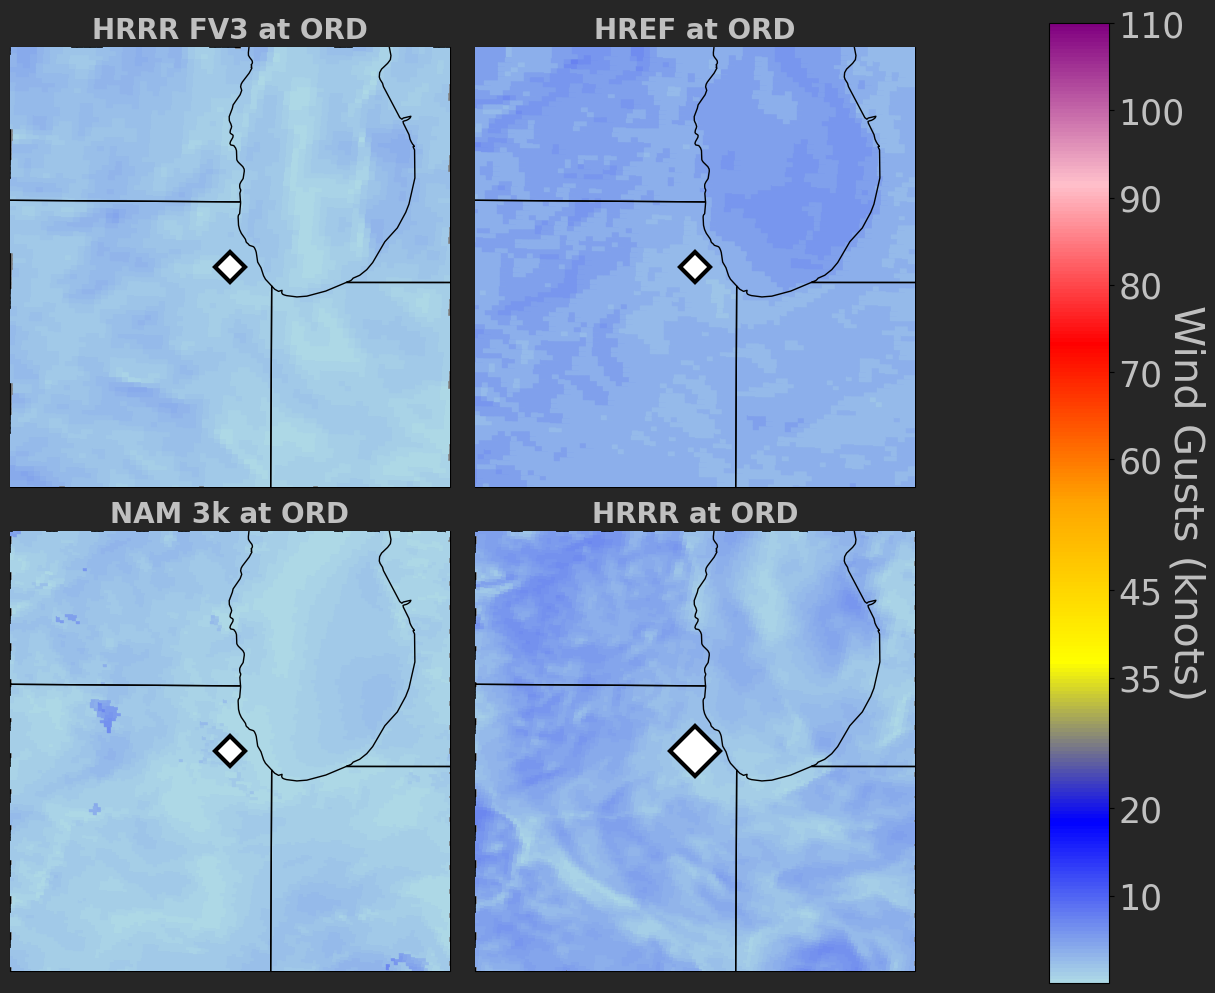 HRRR FV3 at ORD
HREF at ORD
NAM 3k at ORD
HRRR at ORD
110
100
90
80
70
60
45
35
20
10
Wind Gusts (knots)